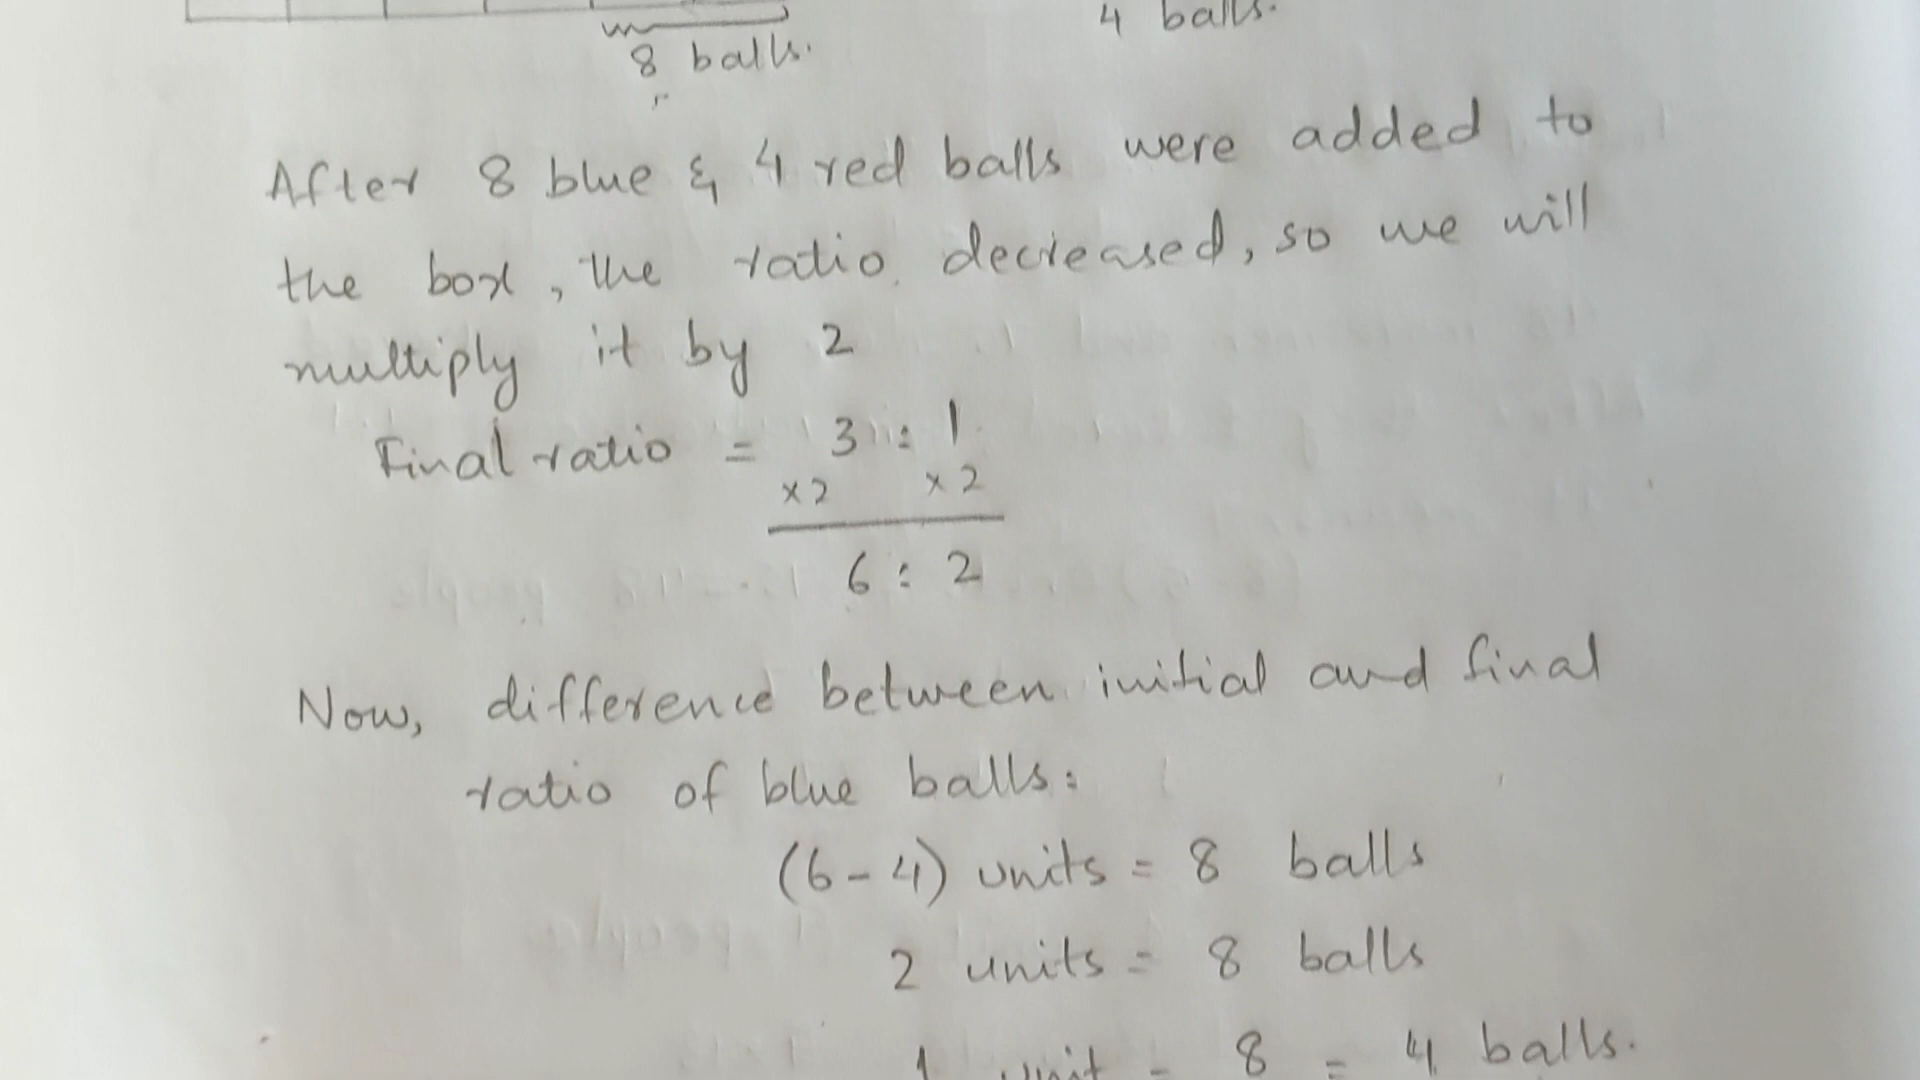 4 balls.
8 balls.
After 8 blue & 4 red balls were added to
the box, the ratio decreased, so we will
multiply it by 2
Final ratio = 3 : 1
×2 ×2
6 : 2
Now, difference between initial and final
ratio of blue balls:
(6-4) units = 8 balls
2 units = 8 balls
1 unit = 8 = 4 balls.